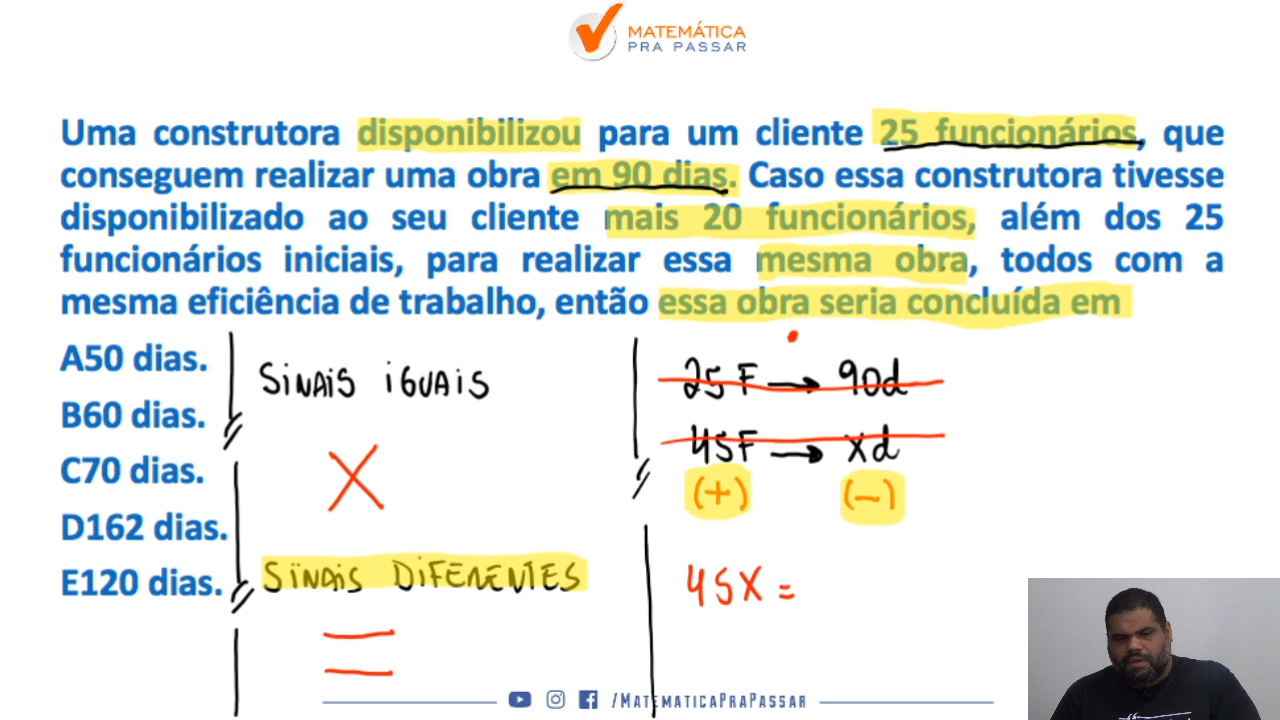 MATEMÁTICA
PRA PASSAR
Uma construtora disponibilizou para um cliente 25 funcionários, que
conseguem realizar uma obra em 90 dias. Caso essa construtora tivesse
disponibilizado ao seu cliente mais 20 funcionários, além dos 25
funcionários iniciais, para realizar essa mesma obra, todos com a
mesma eficiência de trabalho, então essa obra seria concluída em
A50 dias.
B60 dias.
C70 dias.
D162 dias.
E120 dias.
SINAIS IGUAIS
X
SINAIS DIFERENTES
=
25F → 90d
45F → xd
(+) (-)
45X =
/MATEMATICAPRAPASSAR